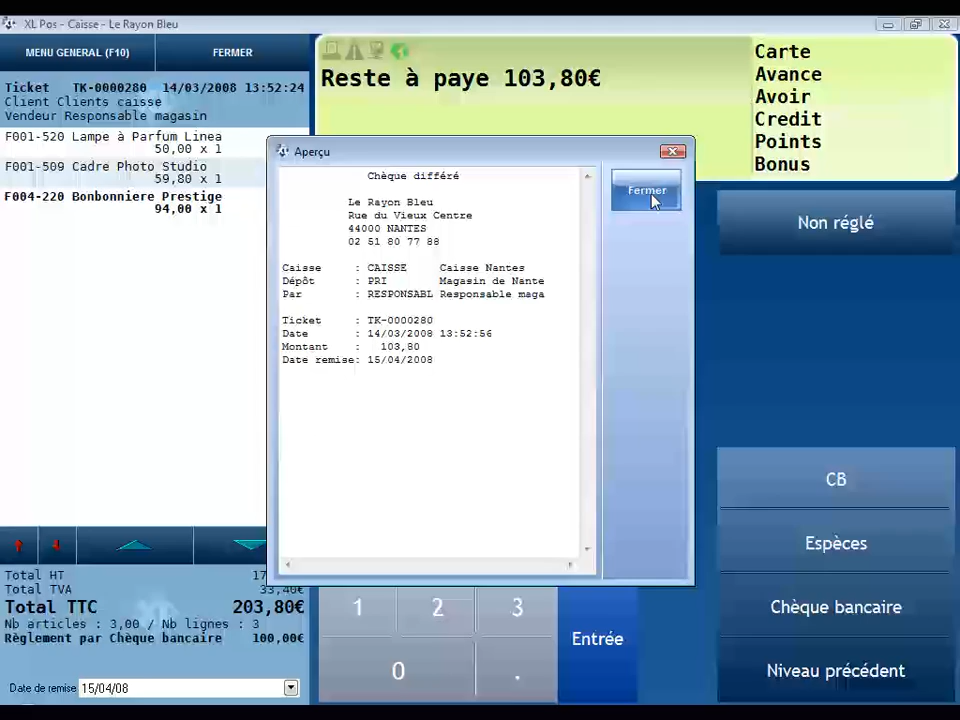 XL Pos - Caisse - Le Rayon Bleu
MENU GENERAL (F10)
FERMER
Ticket TK-0000280 14/03/2008 13:52:24
Client Clients caisse
Vendeur Responsable magasin
F001-520 Lampe à Parfum Linea
50,00 x 1
F001-509 Cadre Photo Studio
59,80 x 1
F004-220 Bonbonniere Prestige
94,00 x 1
Total HT 17
Total TVA 33,40€
Total TTC 203,80€
Nb articles : 3,00 / Nb lignes : 3
Règlement par Chèque bancaire 100,00€
Date de remise 15/04/08
Reste à paye 103,80€
Carte
Avance
Avoir
Credit
Points
Bonus
Aperçu
Fermer
Chèque différé
Le Rayon Bleu
Rue du Vieux Centre
44000 NANTES
02 51 80 77 88
Caisse : CAISSE Caisse Nantes
Dépôt : PRI Magasin de Nante
Par : RESPONSABL Responsable maga
Ticket : TK-0000280
Date : 14/03/2008 13:52:56
Montant : 103,80
Date remise: 15/04/2008
Non réglé
CB
Espèces
Chèque bancaire
Niveau précédent
1 2 3
Entrée
0 .